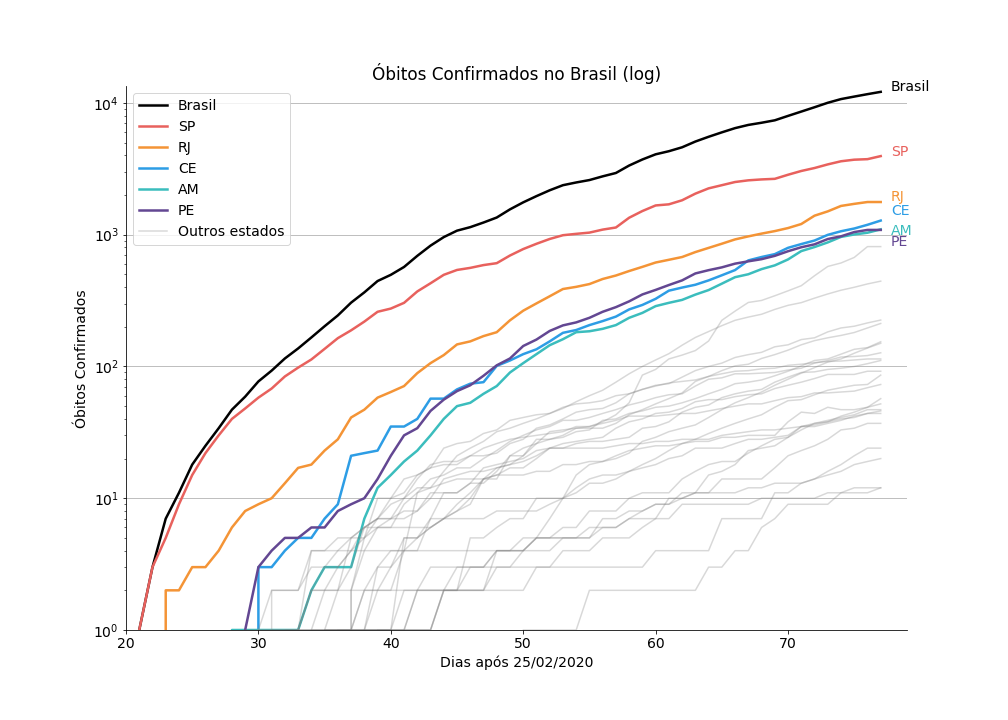 Óbitos Confirmados no Brasil (log)
Óbitos Confirmados
10⁴
10³
10²
10¹
10⁰
Brasil
SP
RJ
CE
AM
PE
Outros estados
Brasil
SP
RJ
CE
AM
PE
20 30 40 50 60 70
Dias após 25/02/2020